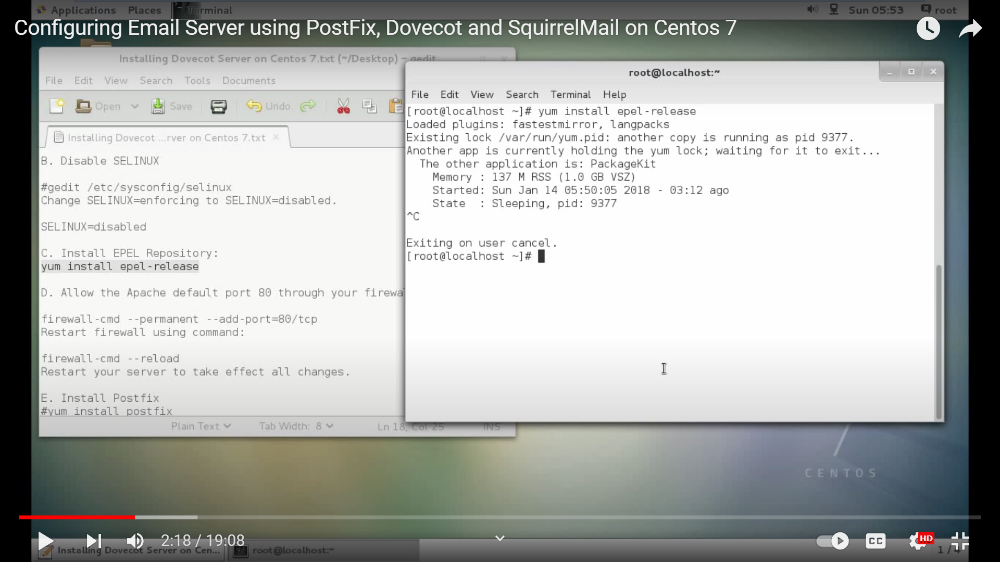 Applications Places Terminal Sun 05:53 root
Configuring Email Server using PostFix, Dovecot and SquirrelMail on Centos 7
Installing Dovecot Server on Centos 7.txt (~/Desktop) – gedit
File Edit View Search Tools Documents
Open Save Undo
Installing Dovecot ...rver on Centos 7.txt
B. Disable SELINUX
#gedit /etc/sysconfig/selinux
Change SELINUX=enforcing to SELINUX=disabled.
SELINUX=disabled
C. Install EPEL Repository:
yum install epel-release
D. Allow the Apache default port 80 through your firewa
firewall-cmd --permanent --add-port=80/tcp
Restart firewall using command:
firewall-cmd --reload
Restart your server to take effect all changes.
E. Install Postfix
#yum install postfix
Plain Text Tab Width: 8 Ln 18, Col 25 INS
root@localhost:~
File Edit View Search Terminal Help
[root@localhost ~]# yum install epel-release
Loaded plugins: fastestmirror, langpacks
Existing lock /var/run/yum.pid: another copy is running as pid 9377.
Another app is currently holding the yum lock; waiting for it to exit...
The other application is: PackageKit
Memory : 137 M RSS (1.0 GB VSZ)
Started: Sun Jan 14 05:50:05 2018 - 03:12 ago
State : Sleeping, pid: 9377
^C
Exiting on user cancel.
[root@localhost ~]#
CENTOS
2:18 / 19:08
CC HD
Installing Dovecot Server on Cen... root@localhost:~ 1 / 4